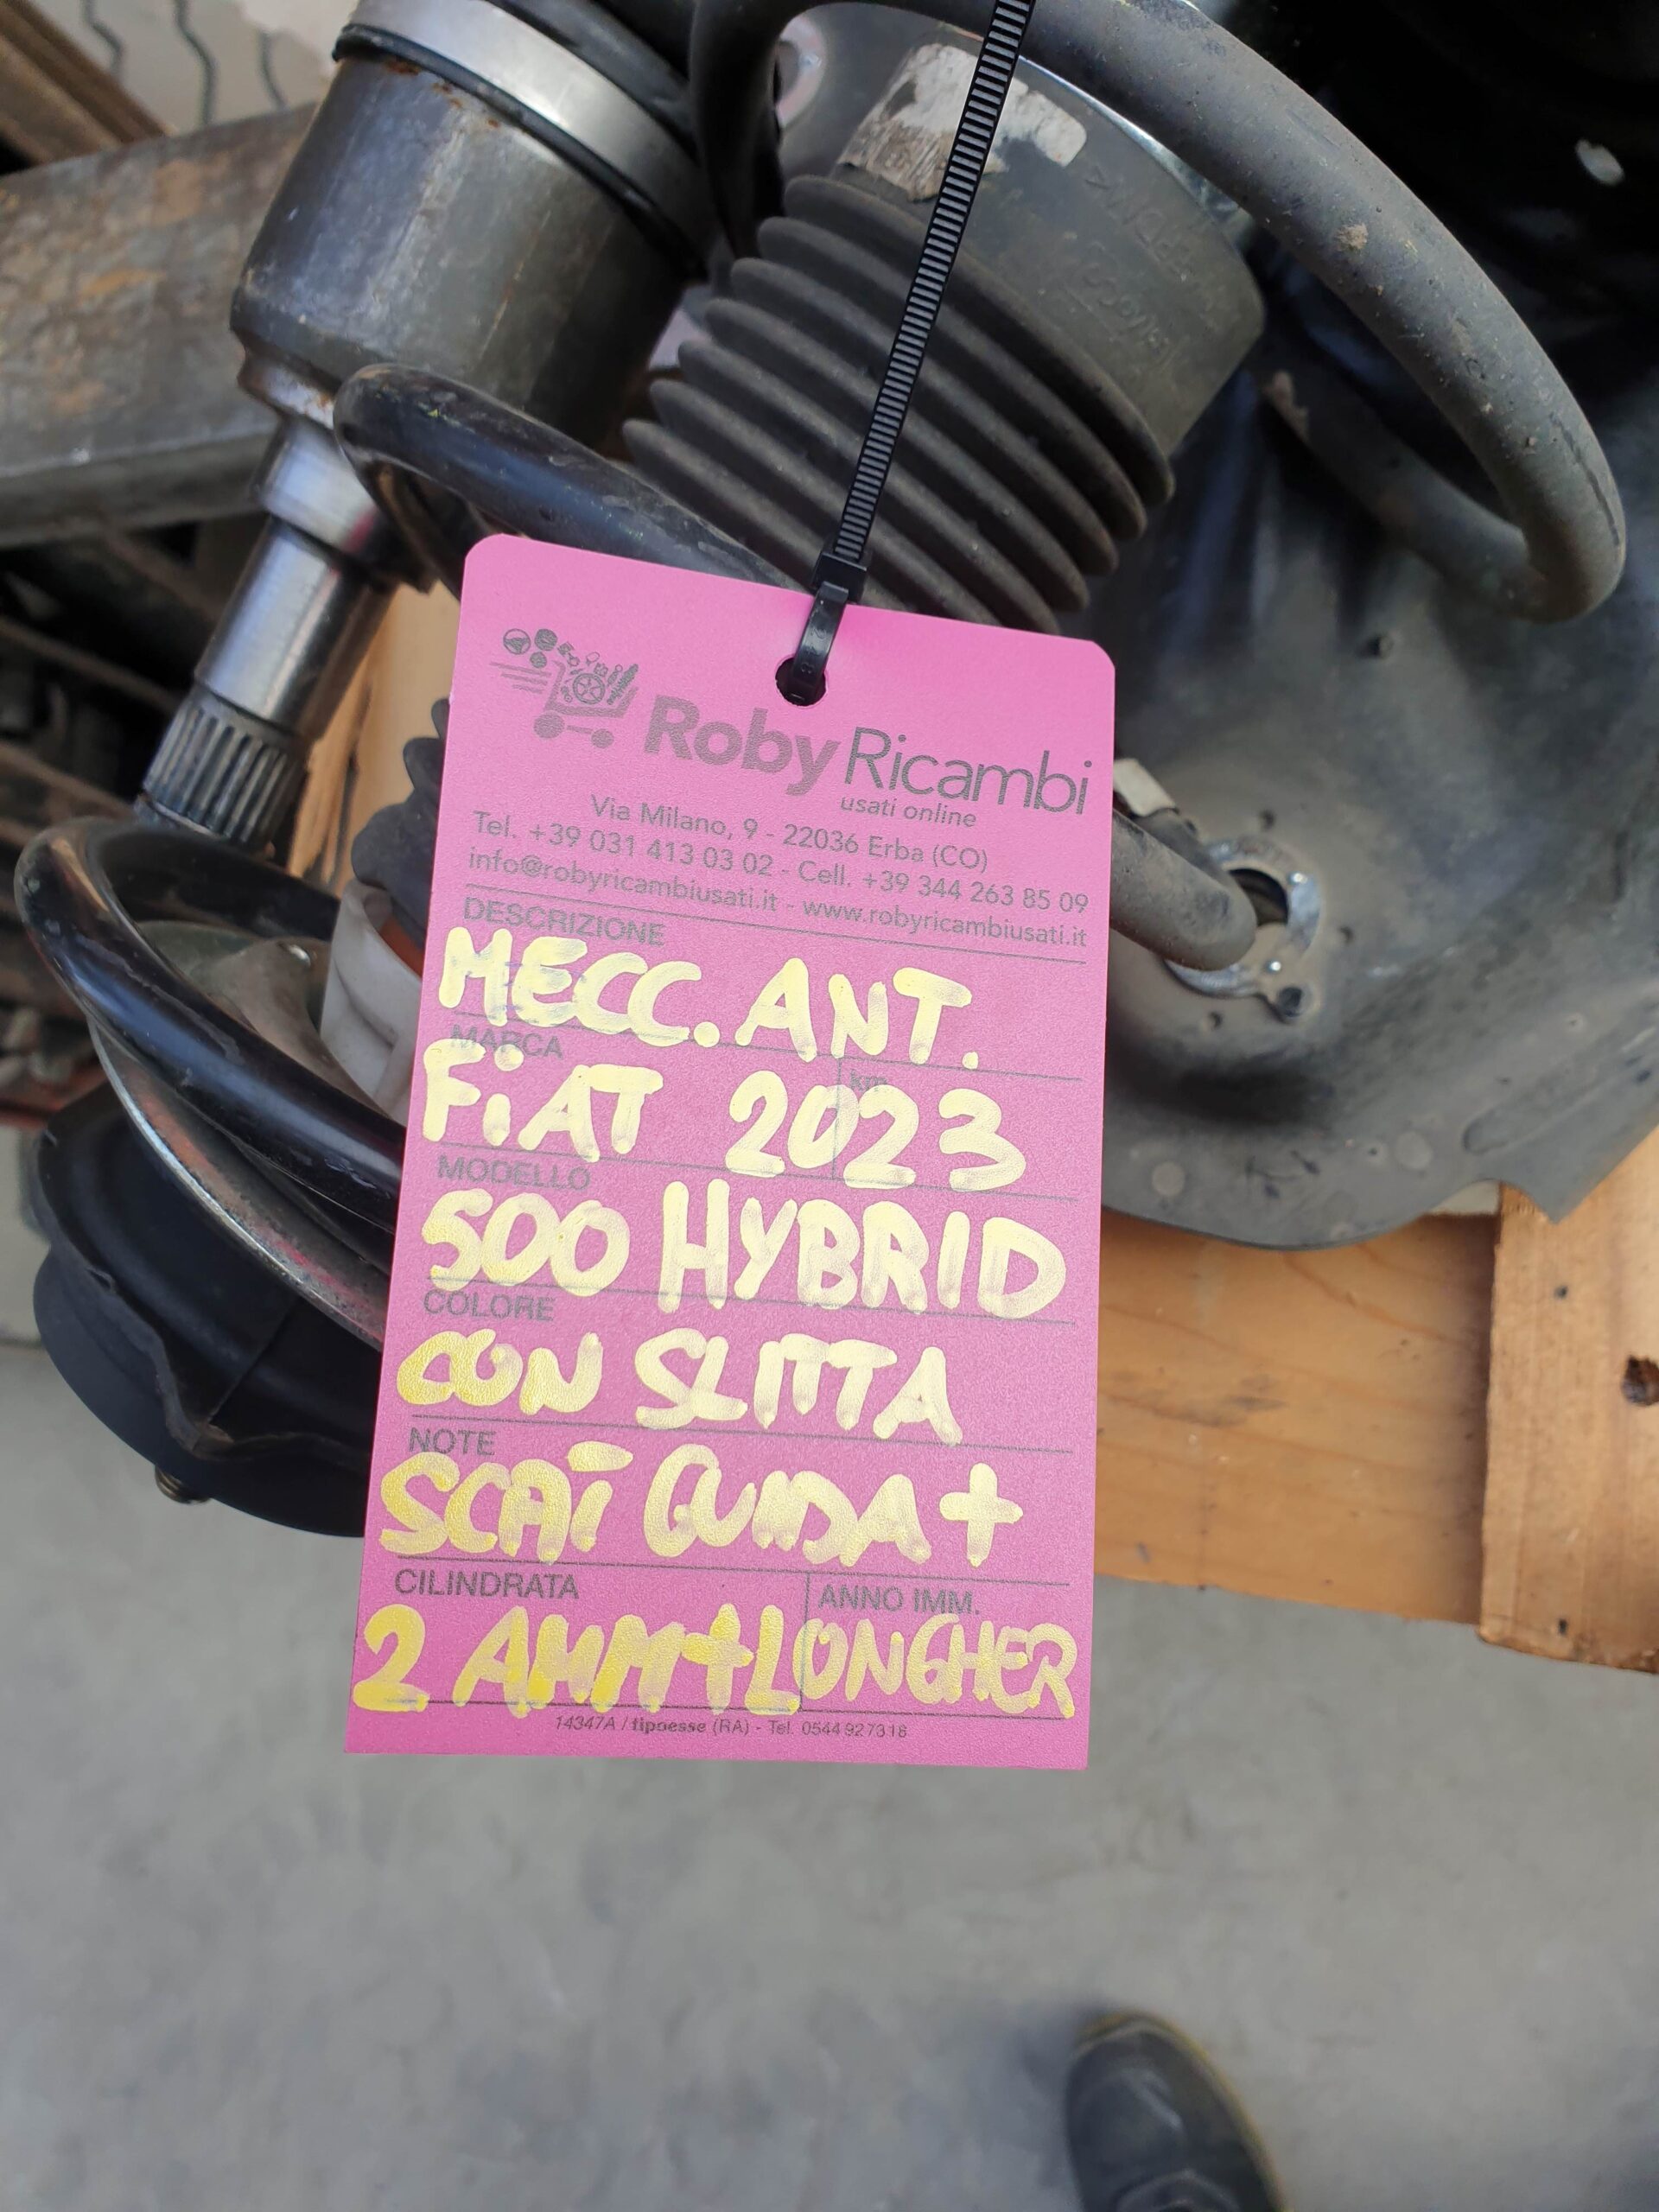 Roby Ricambi
usati online
Via Milano, 9 - 22036 Erba (CO)
Tel. +39 031 413 03 02 - Cell. +39 344 263 85 09
info@robyricambiusati.it - www.robyricambiusati.it
DESCRIZIONE
MECC. ANT.
MARCA km
FiAT 2023
MODELLO
500 HYBRID
COLORE
CON SLITTA
NOTE
SCAT GUIDA +
CILINDRATA ANNO IMM.
2 AMM + LONGHER
14347A / tipoesse (RA) - Tel. 0544 927318